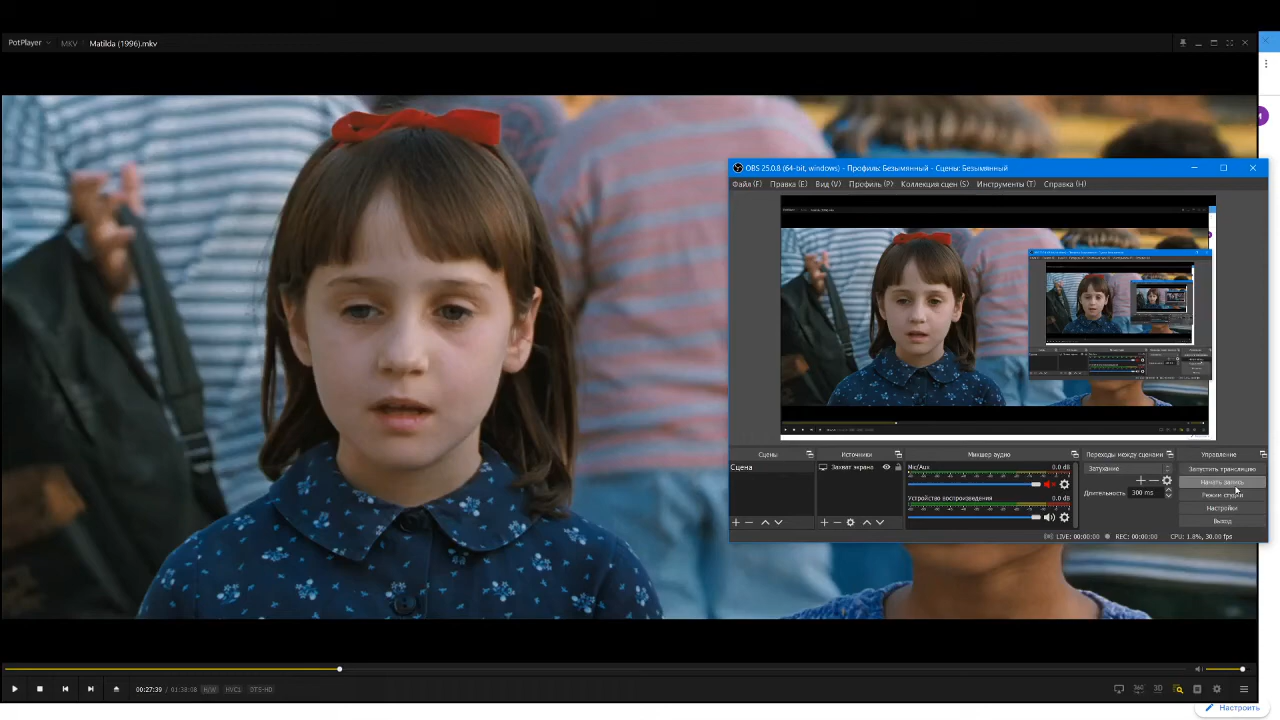 PotPlayer MKV Matilda (1996).mkv
OBS 25.0.8 (64-bit, windows) - Профиль: Безымянный - Сцены: Безымянный
Файл (F) Правка (E) Вид (V) Профиль (P) Коллекция сцен (S) Инструменты (T) Справка (H)
Сцены Источники Микшер аудио Переходы между сценами Управление
Сцена Захват экрана Mic/Aux 0.0 dB Затухание Запустить трансляцию
Начать запись
Длительность 300 ms Режим студии
Устройство воспроизведения 0.0 dB
Настройки
Выход
LIVE: 00:00:00 REC: 00:00:00 CPU: 1.8%, 30.00 fps
00:27:39 / 01:38:08 H/W HVC1 DTS-HD 360° 3D
Настроить